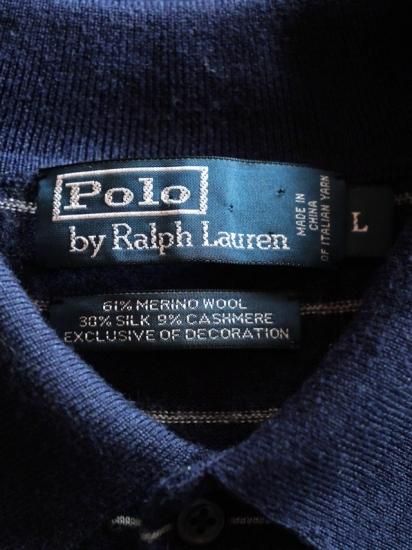 Polo
by Ralph Lauren
MADE IN
CHINA
OF ITALIAN YARN
L
61% MERINO WOOL
30% SILK 9% CASHMERE
EXCLUSIVE OF DECORATION